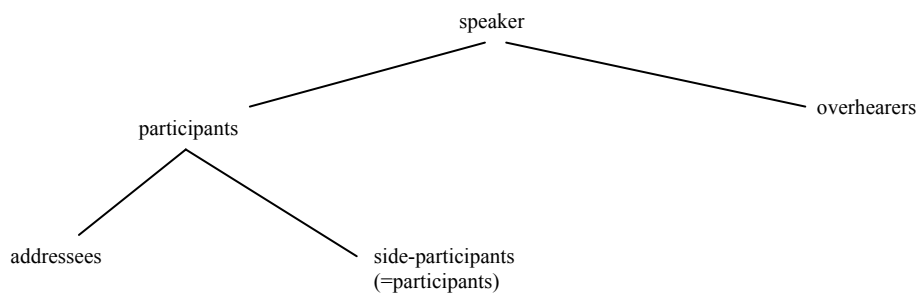 speaker
overhearers
participants
addressees
side-participants
(=participants)